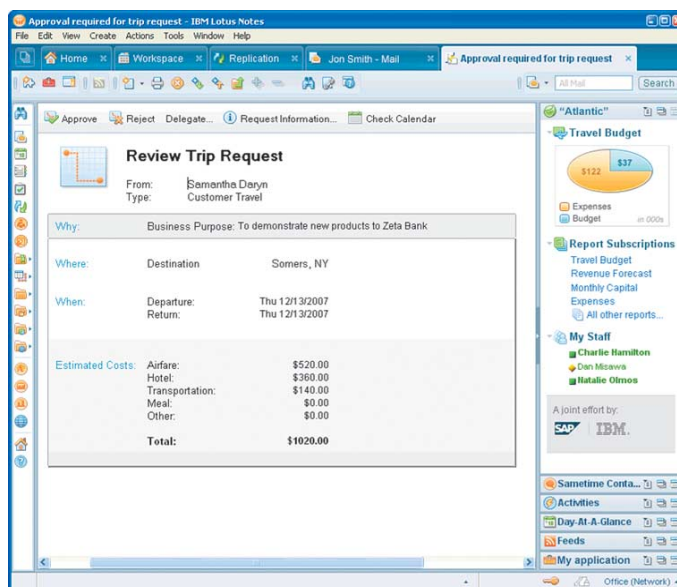 Approval required for trip request - IBM Lotus Notes
File Edit View Create Actions Tools Window Help
Home Workspace Replication Jon Smith - Mail Approval required for trip request
All Mail Search
Approve Reject Delegate... Request Information... Check Calendar
Review Trip Request
From: Samantha Daryn
Type: Customer Travel
Why: Business Purpose: To demonstrate new products to Zeta Bank
Where: Destination Somers, NY
When: Departure: Thu 12/13/2007
Return: Thu 12/13/2007
Estimated Costs: Airfare: $520.00
Hotel: $360.00
Transportation: $140.00
Meal: $0.00
Other: $0.00
Total: $1020.00
"Atlantic"
Travel Budget
$122 $37
Expenses
Budget in 000s
Report Subscriptions
Travel Budget
Revenue Forecast
Monthly Capital
Expenses
All other reports...
My Staff
Charlie Hamilton
Dan Misawa
Natalie Olmos
A joint effort by:
SAP IBM.
Sametime Conta...
Activities
Day-At-A-Glance
Feeds
My application
Office (Network)